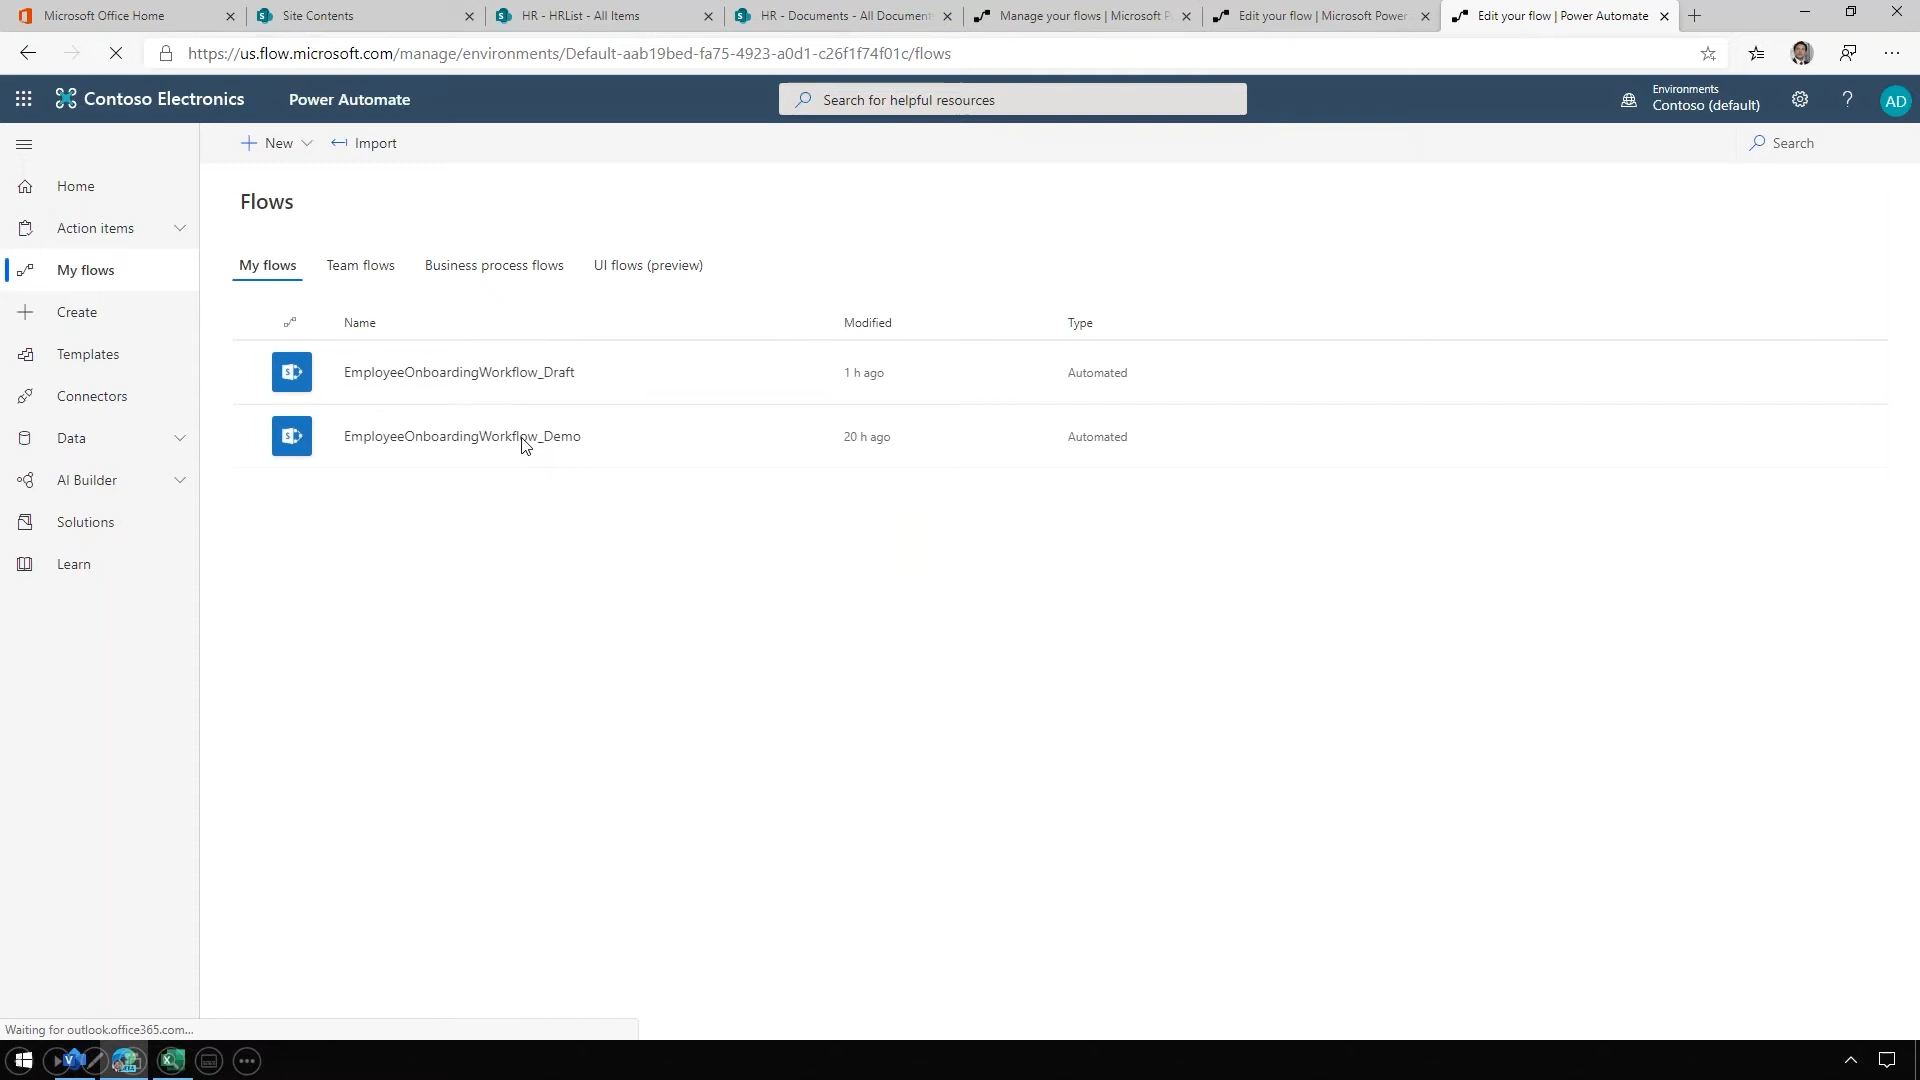 Microsoft Office Home
Site Contents
HR - HRList - All Items
HR - Documents - All Document
Manage your flows | Microsoft P
Edit your flow | Microsoft Power
Edit your flow | Power Automate
https://us.flow.microsoft.com/manage/environments/Default-aab19bed-fa75-4923-a0d1-c26f1f74f01c/flows
Contoso Electronics
Power Automate
Search for helpful resources
Environments
Contoso (default)
?
AD
New
Import
Search
Home
Action items
My flows
Create
Templates
Connectors
Data
AI Builder
Solutions
Learn
Flows
My flows
Team flows
Business process flows
UI flows (preview)
Name
Modified
Type
EmployeeOnboardingWorkflow_Draft
1 h ago
Automated
EmployeeOnboardingWorkflow_Demo
20 h ago
Automated
Waiting for outlook.office365.com...